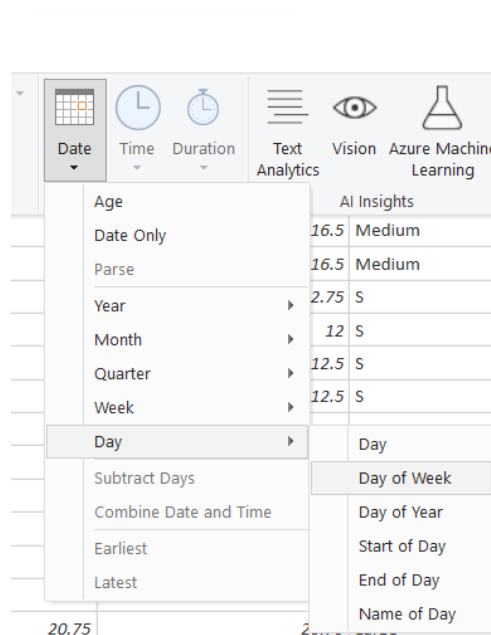 Date
Time
Duration
Text Analytics
Vision
Azure Machine Learning
AI Insights
Age
Date Only
Parse
Year
Month
Quarter
Week
Day
Subtract Days
Combine Date and Time
Earliest
Latest
Day
Day of Week
Day of Year
Start of Day
End of Day
Name of Day
16.5 Medium
16.5 Medium
2.75 S
12 S
12.5 S
12.5 S
20.75